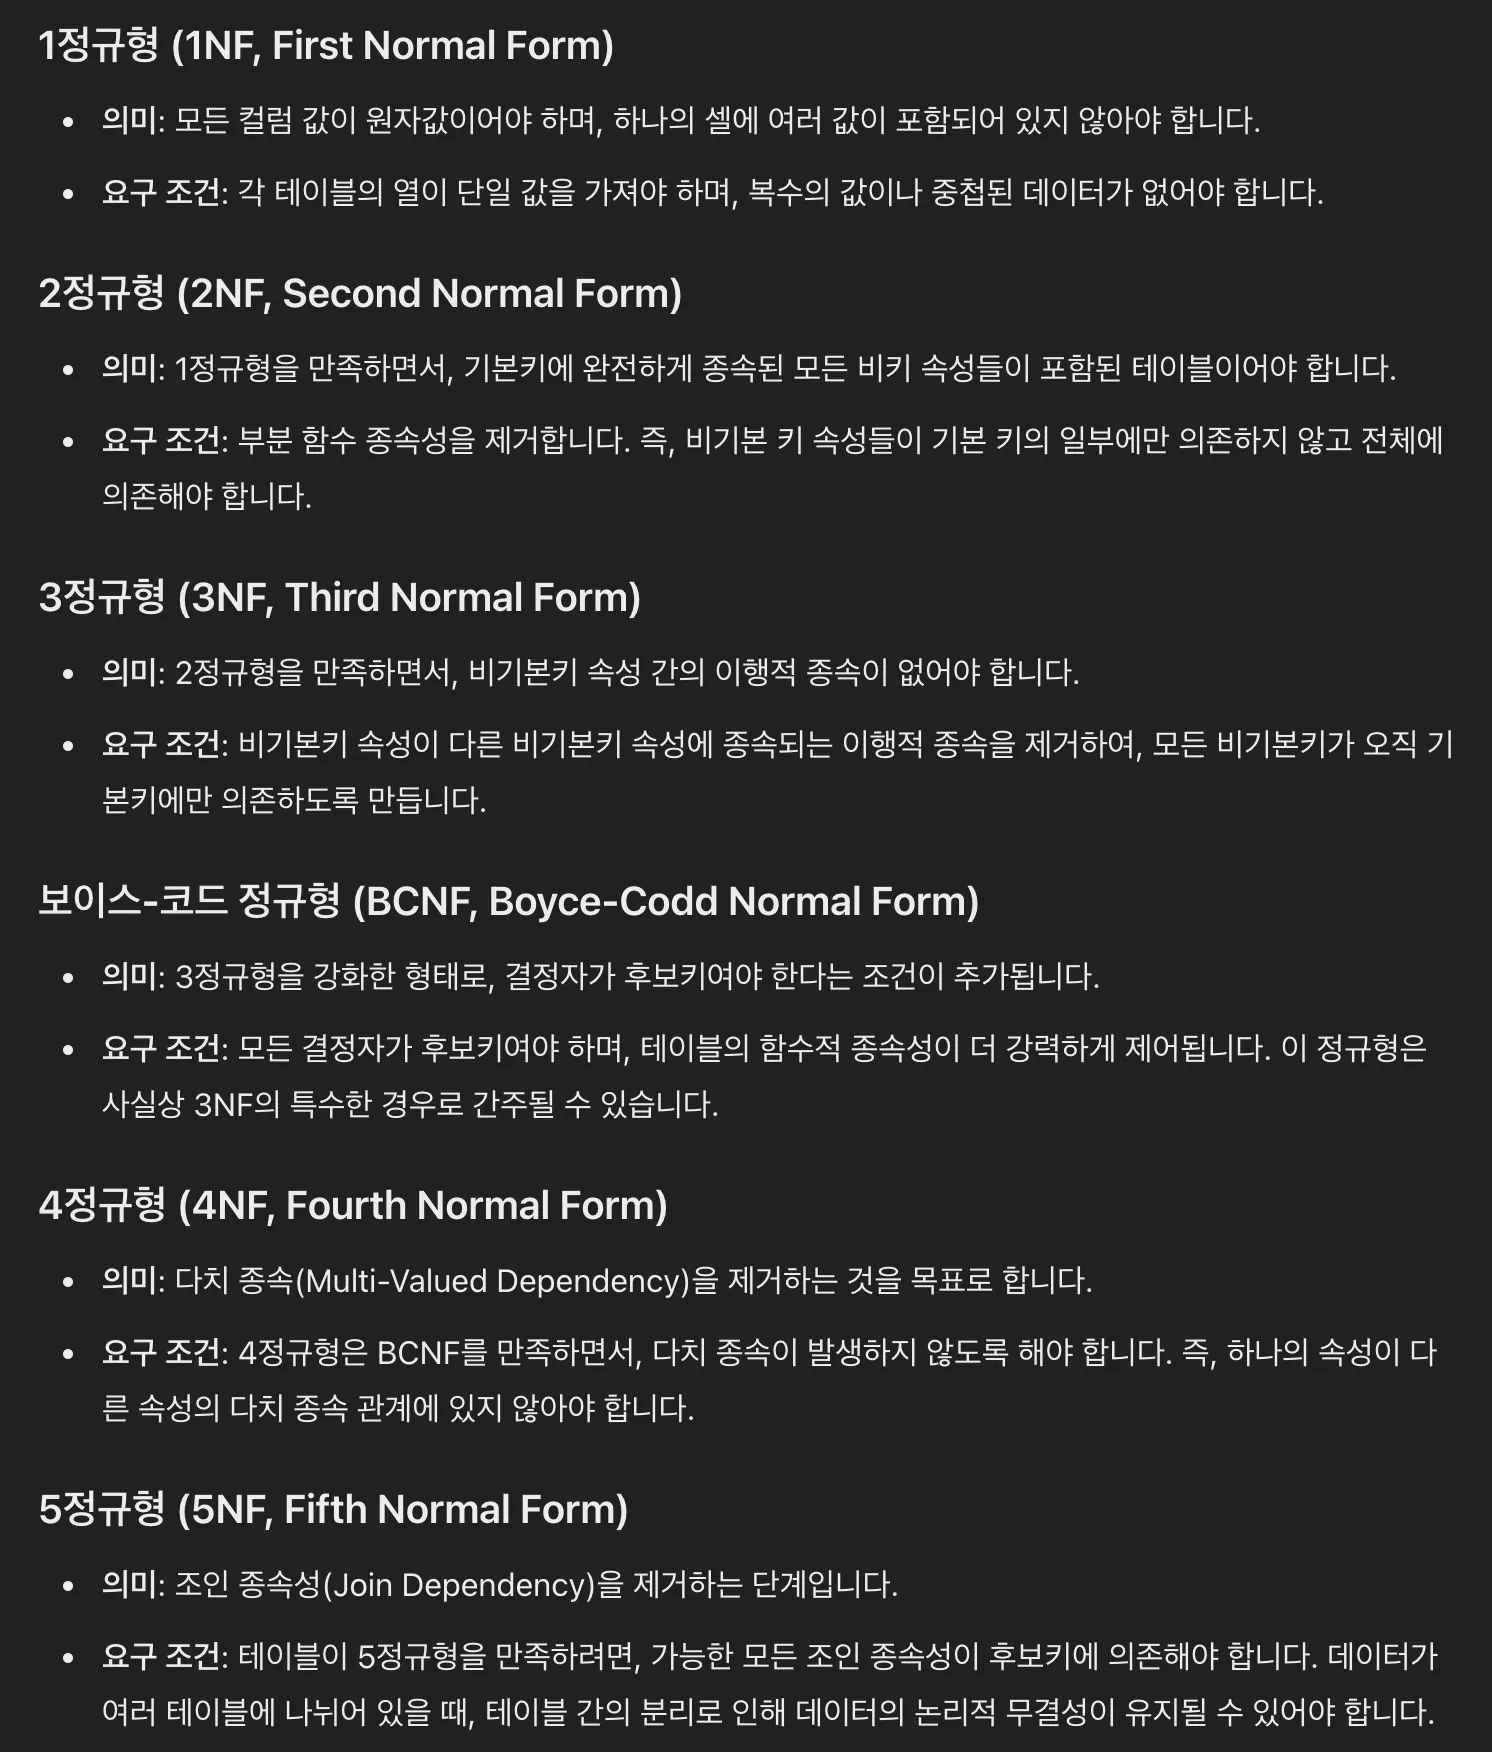 1정규형 (1NF, First Normal Form)
• 의미: 모든 컬럼 값이 원자값이어야 하며, 하나의 셀에 여러 값이 포함되어 있지 않아야 합니다.
• 요구 조건: 각 테이블의 열이 단일 값을 가져야 하며, 복수의 값이나 중첩된 데이터가 없어야 합니다.
2정규형 (2NF, Second Normal Form)
• 의미: 1정규형을 만족하면서, 기본키에 완전하게 종속된 모든 비키 속성들이 포함된 테이블이어야 합니다.
• 요구 조건: 부분 함수 종속성을 제거합니다. 즉, 비기본 키 속성들이 기본 키의 일부에만 의존하지 않고 전체에
의존해야 합니다.
3정규형 (3NF, Third Normal Form)
• 의미: 2정규형을 만족하면서, 비기본키 속성 간의 이행적 종속이 없어야 합니다.
• 요구 조건: 비기본키 속성이 다른 비기본키 속성에 종속되는 이행적 종속을 제거하여, 모든 비기본키가 오직 기
본키에만 의존하도록 만듭니다.
보이스-코드 정규형 (BCNF, Boyce-Codd Normal Form)
• 의미: 3정규형을 강화한 형태로, 결정자가 후보키여야 한다는 조건이 추가됩니다.
• 요구 조건: 모든 결정자가 후보키여야 하며, 테이블의 함수적 종속성이 더 강력하게 제어됩니다. 이 정규형은
사실상 3NF의 특수한 경우로 간주될 수 있습니다.
4정규형 (4NF, Fourth Normal Form)
• 의미: 다치 종속(Multi-Valued Dependency)을 제거하는 것을 목표로 합니다.
• 요구 조건: 4정규형은 BCNF를 만족하면서, 다치 종속이 발생하지 않도록 해야 합니다. 즉, 하나의 속성이 다
른 속성의 다치 종속 관계에 있지 않아야 합니다.
5정규형 (5NF, Fifth Normal Form)
• 의미: 조인 종속성(Join Dependency)을 제거하는 단계입니다.
• 요구 조건: 테이블이 5정규형을 만족하려면, 가능한 모든 조인 종속성이 후보키에 의존해야 합니다. 데이터가
여러 테이블에 나뉘어 있을 때, 테이블 간의 분리로 인해 데이터의 논리적 무결성이 유지될 수 있어야 합니다.